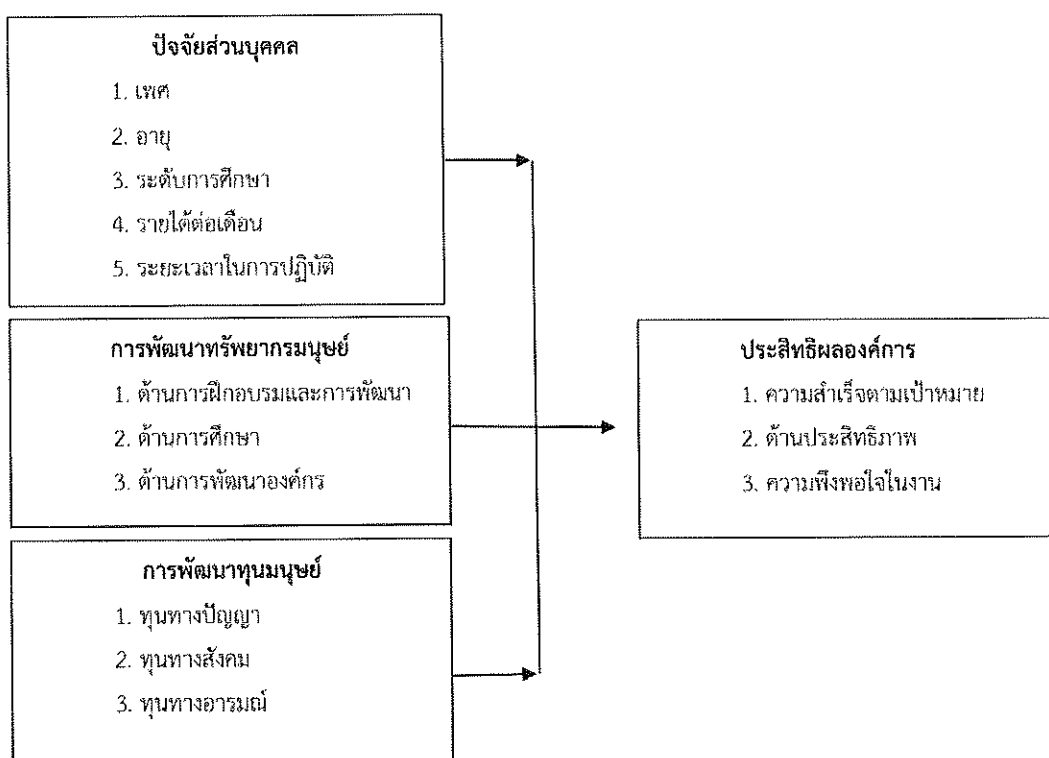 ปัจจัยส่วนบุคคล
1. เพศ
2. อายุ
3. ระดับการศึกษา
4. รายได้ต่อเดือน
5. ระยะเวลาในการปฏิบัติ
การพัฒนาทรัพยากรมนุษย์
1. ด้านการฝึกอบรมและการพัฒนา
2. ด้านการศึกษา
3. ด้านการพัฒนาองค์กร
ประสิทธิผลองค์การ
1. ความสำเร็จตามเป้าหมาย
2. ด้านประสิทธิภาพ
3. ความพึงพอใจในงาน
การพัฒนาทุนมนุษย์
1. ทุนทางปัญญา
2. ทุนทางสังคม
3. ทุนทางอารมณ์